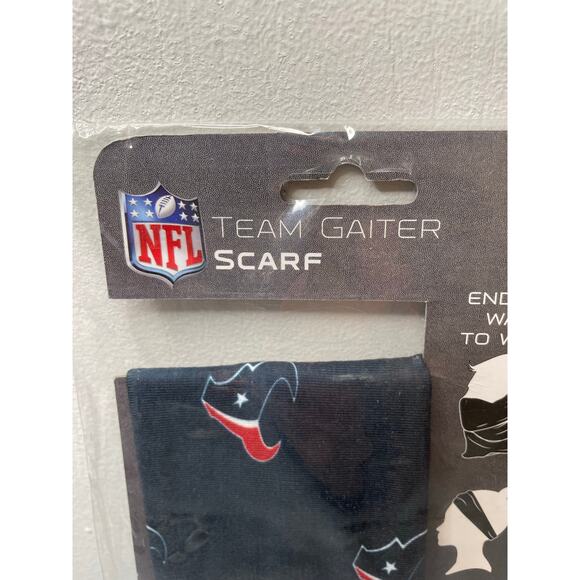 NFL
TEAM GAITER
SCARF
END
WA
TO W